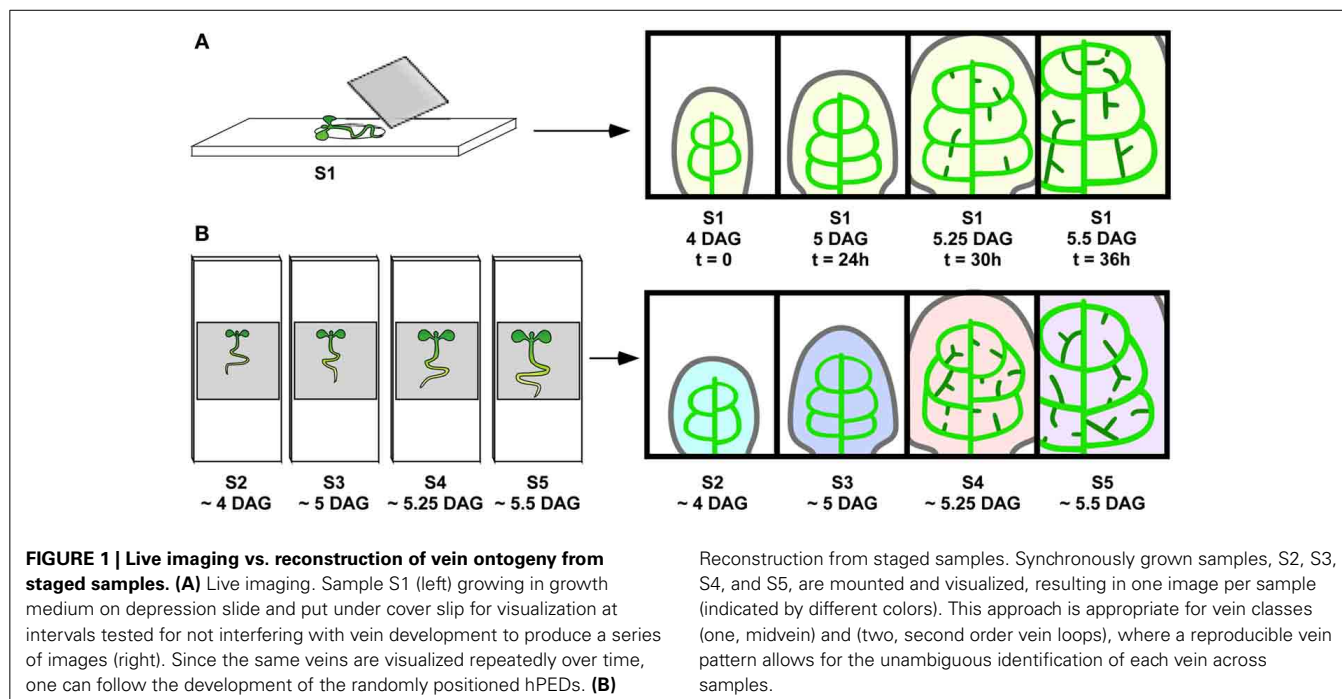 A
S1
S1
4 DAG
t = 0
S1
5 DAG
t = 24h
S1
5.25 DAG
t = 30h
S1
5.5 DAG
t = 36h
B
S2
~ 4 DAG
S3
~ 5 DAG
S4
~ 5.25 DAG
S5
~ 5.5 DAG
S2
~ 4 DAG
S3
~ 5 DAG
S4
~ 5.25 DAG
S5
~ 5.5 DAG
FIGURE 1 | Live imaging vs. reconstruction of vein ontogeny from
staged samples. (A) Live imaging. Sample S1 (left) growing in growth
medium on depression slide and put under cover slip for visualization at
intervals tested for not interfering with vein development to produce a series
of images (right). Since the same veins are visualized repeatedly over time,
one can follow the development of the randomly positioned hPEDs. (B)
Reconstruction from staged samples. Synchronously grown samples, S2, S3,
S4, and S5, are mounted and visualized, resulting in one image per sample
(indicated by different colors). This approach is appropriate for vein classes
(one, midvein) and (two, second order vein loops), where a reproducible vein
pattern allows for the unambiguous identification of each vein across
samples.